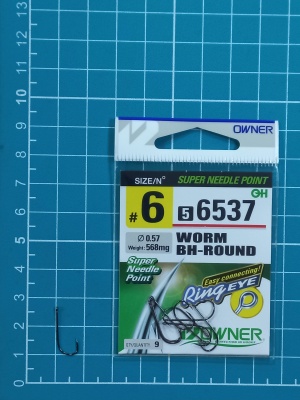 13
12
11
10
9
8
7
6
5
4
3
2
1
0
OWNER
SIZE/N°
SUPER NEEDLE POINT
#6
5 6537
GH
Ø 0.57
Weight: 568mg
WORM
BH-ROUND
Super
Needle
Point
Easy connecting!
Ring EYE
OWNER
QTY/QUANTITY 9